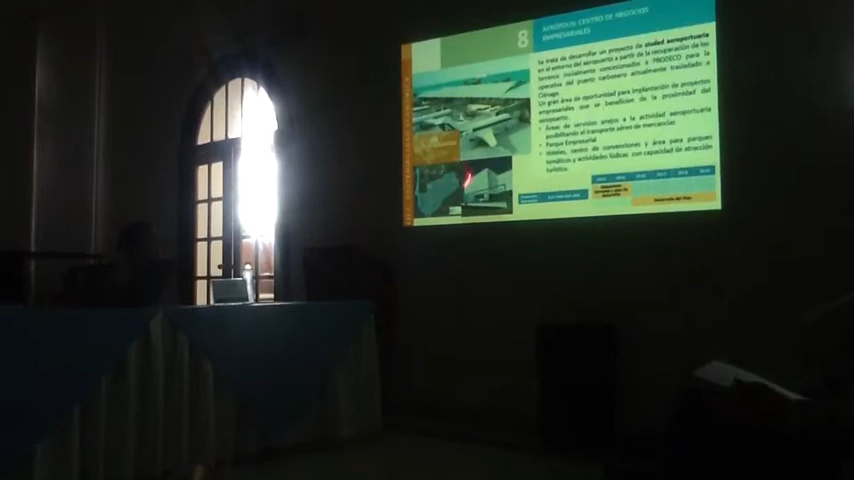 8
AERÓPOLIS: CENTRO DE NEGOCIOS
EMPRESARIALES
Se trata de desarrollar un proyecto de ciudad aeroportuaria
en el entorno del aeropuerto a partir de la recuperación de los
terrenos inicialmente concesionados a PRODECO para la
operativa del puerto carbonero actualmente trasladado a
Ciénaga.
Un gran área de oportunidad para implantación de proyectos
empresariales que se beneficien de la proximidad del
aeropuerto.
• Áreas de servicios anejos a la actividad aeroportuaria
posibilitando el transporte aéreo de mercancías
• Parque Empresarial
• Hoteles, centro de convenciones y área para parques
temáticos y actividades lúdicas con capacidad de atracción
turística.
Desarrollo del Plan